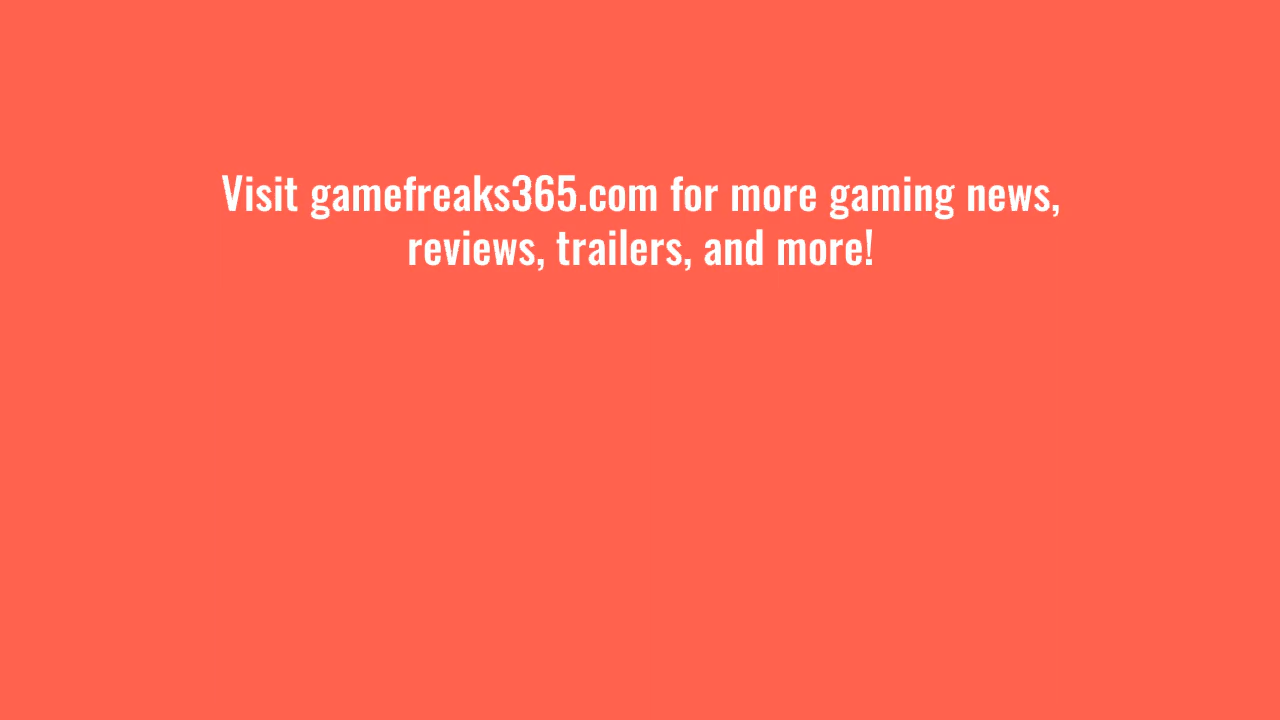 Visit gamefreaks365.com for more gaming news,
reviews, trailers, and more!